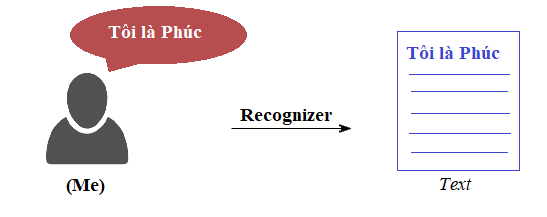 Tôi là Phúc
Tôi là Phúc
Recognizer
(Me)
Text